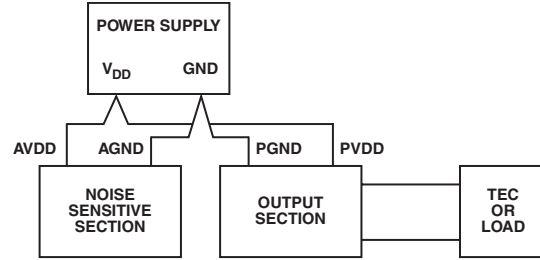 POWER SUPPLY
VDD GND
AVDD AGND PGND PVDD
NOISE
SENSITIVE
SECTION
OUTPUT
SECTION
TEC
OR
LOAD